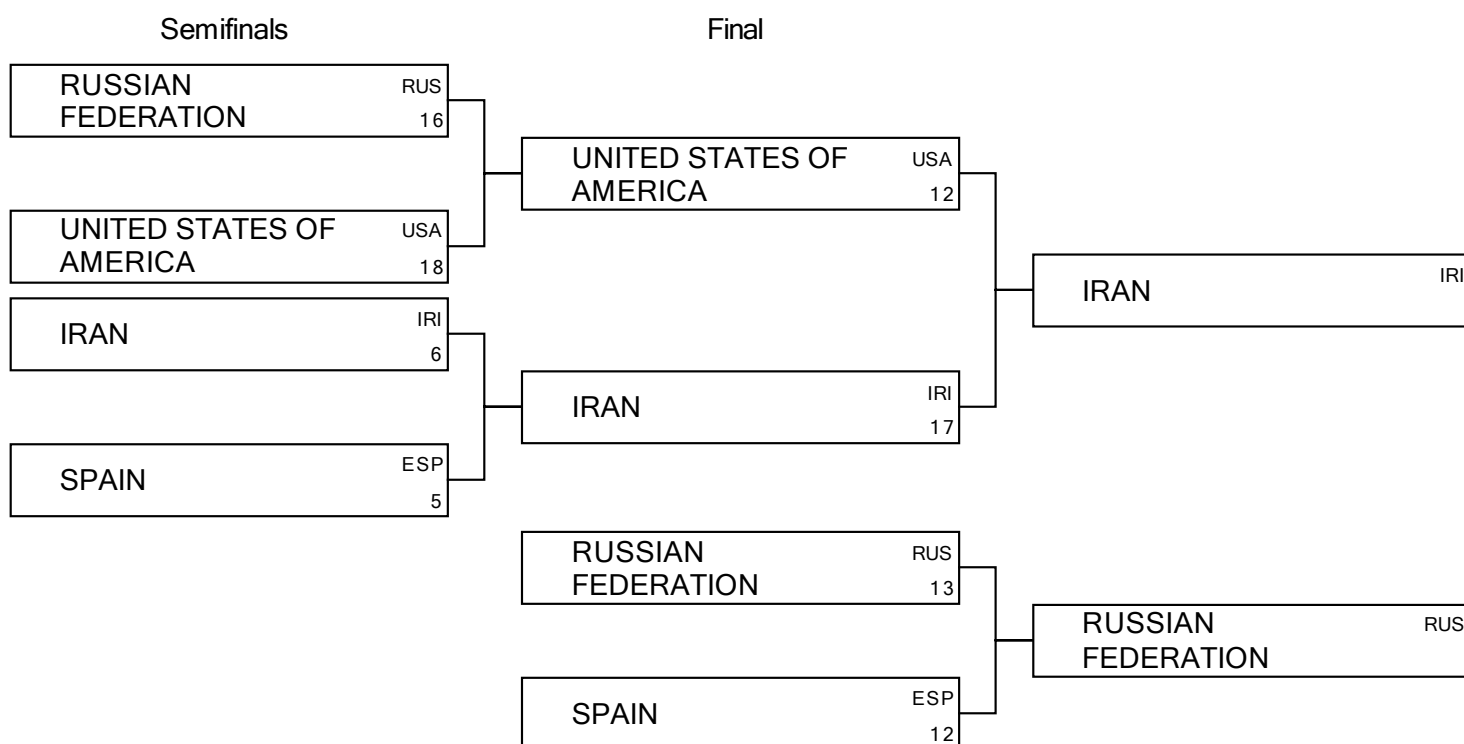 Semifinals
Final
RUSSIAN FEDERATION RUS
16
UNITED STATES OF AMERICA USA
18
IRAN IRI
6
SPAIN ESP
5
UNITED STATES OF AMERICA USA
12
IRAN IRI
17
RUSSIAN FEDERATION RUS
13
SPAIN ESP
12
IRAN IRI
RUSSIAN FEDERATION RUS